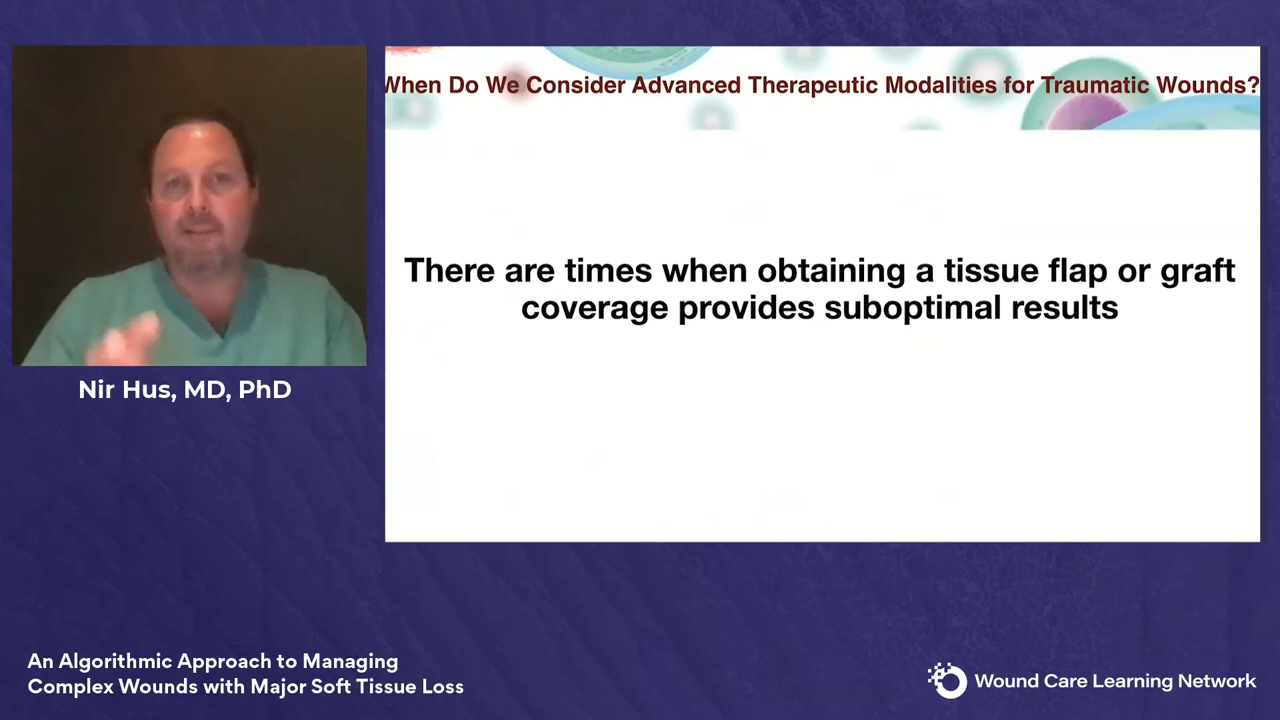 When Do We Consider Advanced Therapeutic Modalities for Traumatic Wounds?
There are times when obtaining a tissue flap or graft
coverage provides suboptimal results
Nir Hus, MD, PhD
An Algorithmic Approach to Managing
Complex Wounds with Major Soft Tissue Loss
Wound Care Learning Network